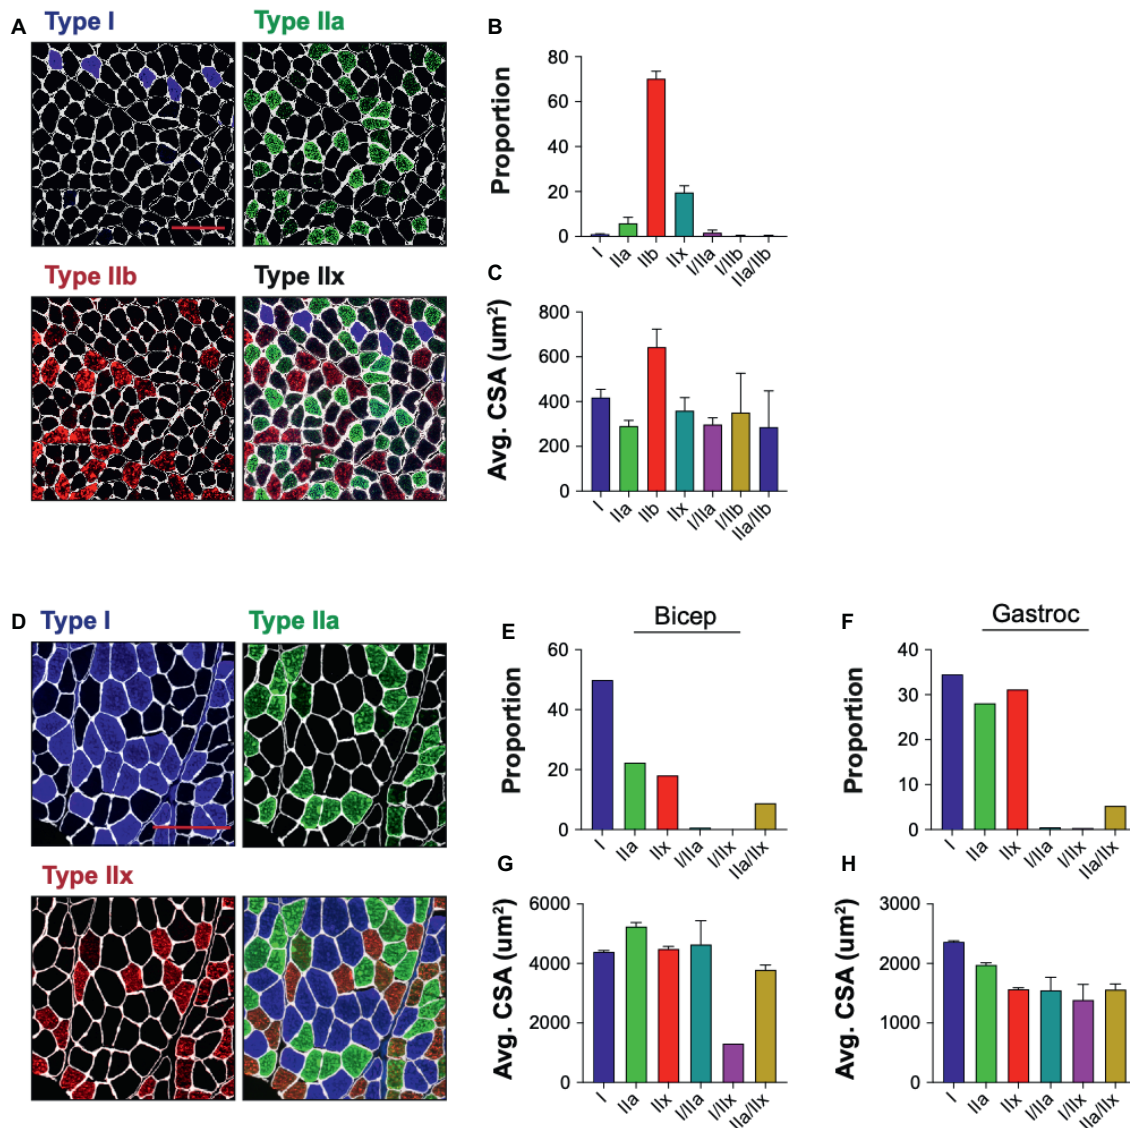 A
Type I
Type IIa
Type IIb
Type IIx
B
Proportion
80
60
40
20
0
I
IIa
IIb
IIx
I/IIa
I/IIb
IIa/IIb
C
Avg. CSA (um²)
800
600
400
200
0
I
IIa
IIb
IIx
I/IIa
I/IIb
IIa/IIb
D
Type I
Type IIa
Type IIx
E
Bicep
Proportion
60
40
20
0
I
IIa
IIx
I/IIa
I/IIx
IIa/IIx
F
Gastroc
Proportion
40
30
20
10
0
I
IIa
IIx
I/IIa
I/IIx
IIa/IIx
G
Avg. CSA (um²)
6000
4000
2000
0
I
IIa
IIx
I/IIa
I/IIx
IIa/IIx
H
Avg. CSA (um²)
3000
2000
1000
0
I
IIa
IIx
I/IIa
I/IIx
IIa/IIx